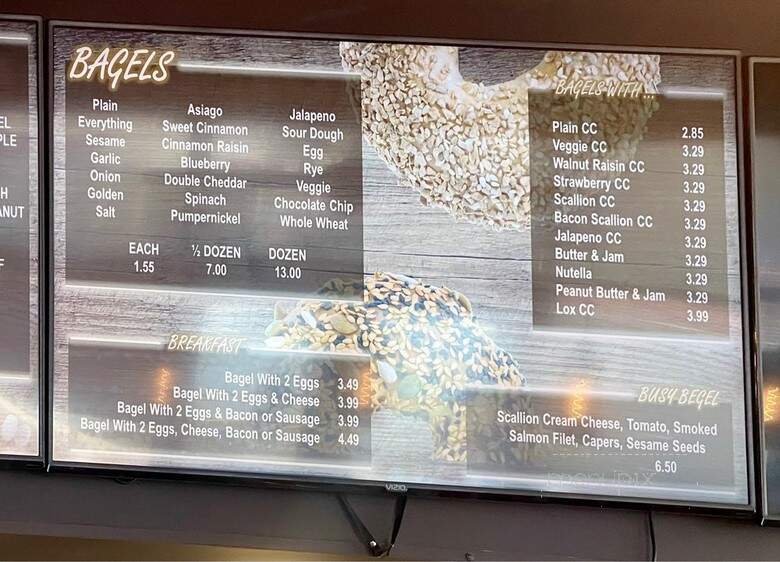 EL
PLE
H
ANUT
F
BAGELS
Plain
Everything
Sesame
Garlic
Onion
Golden
Salt
Asiago
Sweet Cinnamon
Cinnamon Raisin
Blueberry
Double Cheddar
Spinach
Pumpernickel
Jalapeno
Sour Dough
Egg
Rye
Veggie
Chocolate Chip
Whole Wheat
EACH ½ DOZEN DOZEN
1.55 7.00 13.00
BAGELS WITH ...
Plain CC 2.85
Veggie CC 3.29
Walnut Raisin CC 3.29
Strawberry CC 3.29
Scallion CC 3.29
Bacon Scallion CC 3.29
Jalapeno CC 3.29
Butter & Jam 3.29
Nutella 3.29
Peanut Butter & Jam 3.29
Lox CC 3.99
BREAKFAST
Bagel With 2 Eggs 3.49
Bagel With 2 Eggs & Cheese 3.99
Bagel With 2 Eggs & Bacon or Sausage 3.99
Bagel With 2 Eggs, Cheese, Bacon or Sausage 4.49
BUSY BEGEL
Scallion Cream Cheese, Tomato, Smoked
Salmon Filet, Capers, Sesame Seeds
6.50
VIZIO